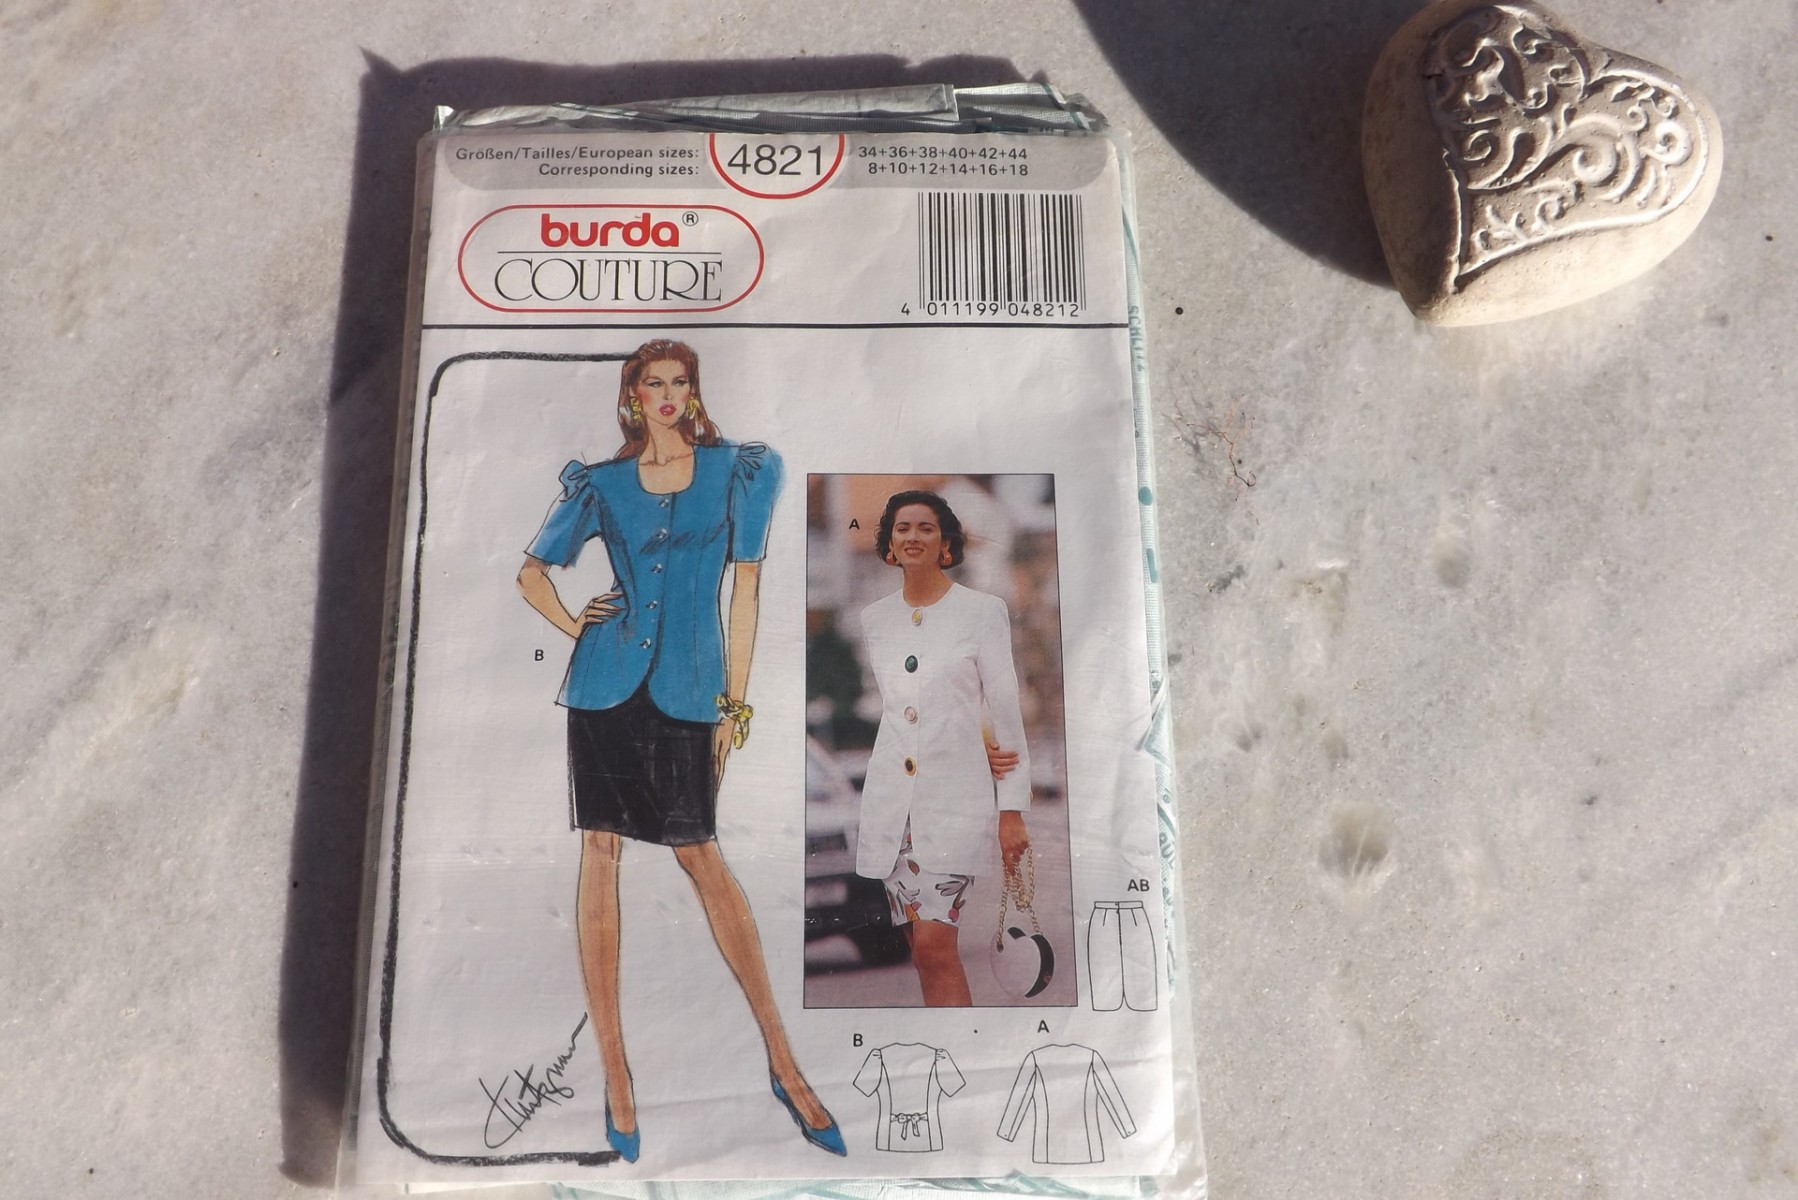 Größen/Tailles/European sizes: 4821 34+36+38+40+42+44
Corresponding sizes: 8+10+12+14+16+18
burda®
COUTURE
4 011199 048212
A
B
AB
B
A